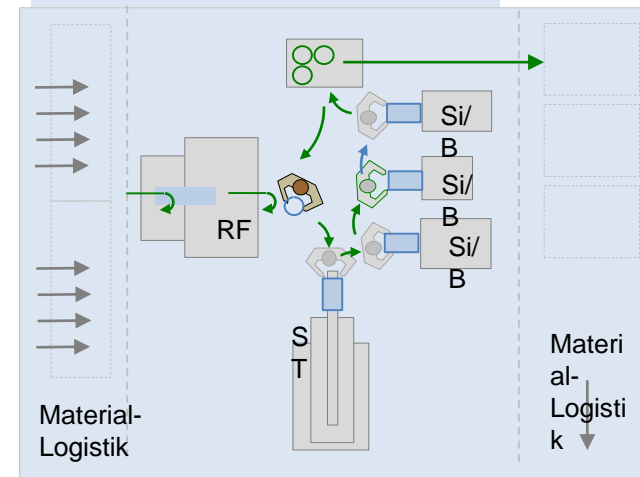 Si/
B
Si/
B
RF
Si/
B
S
T
Materi
al-
Logisti
k
Material-
Logistik